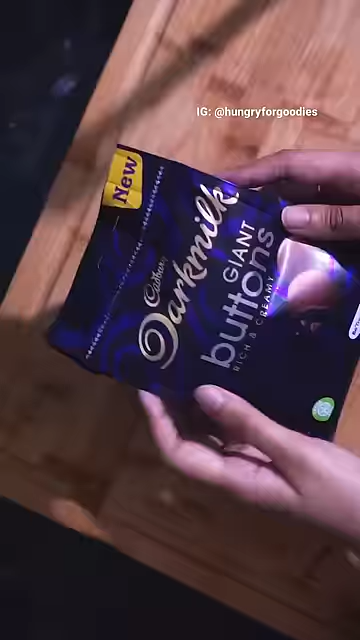 IG: @hungryforgoodies
New
Cadbury
Darkmilk
GIANT
buttons
RICH & CREAMY